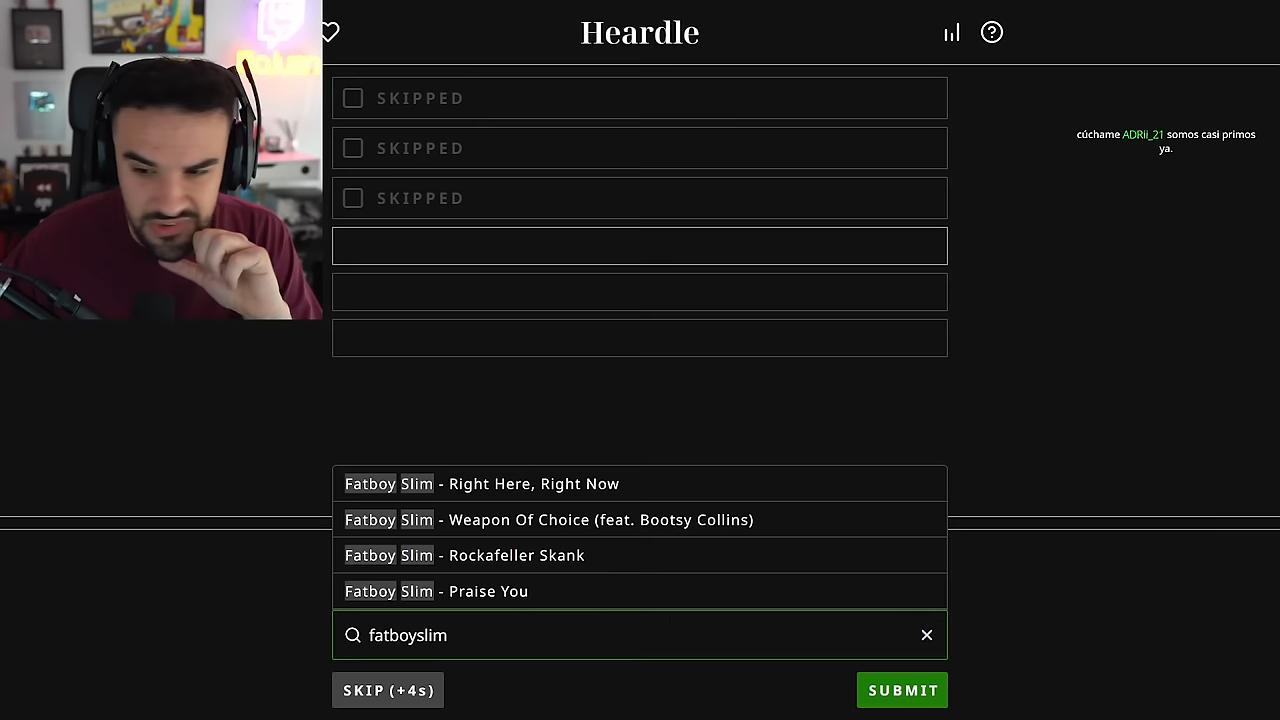 Heardle
SKIPPED
SKIPPED
SKIPPED
cúchame ADRii_21 somos casi primos
ya.
Fatboy Slim - Right Here, Right Now
Fatboy Slim - Weapon Of Choice (feat. Bootsy Collins)
Fatboy Slim - Rockafeller Skank
Fatboy Slim - Praise You
fatboyslim
SKIP (+4s)
SUBMIT